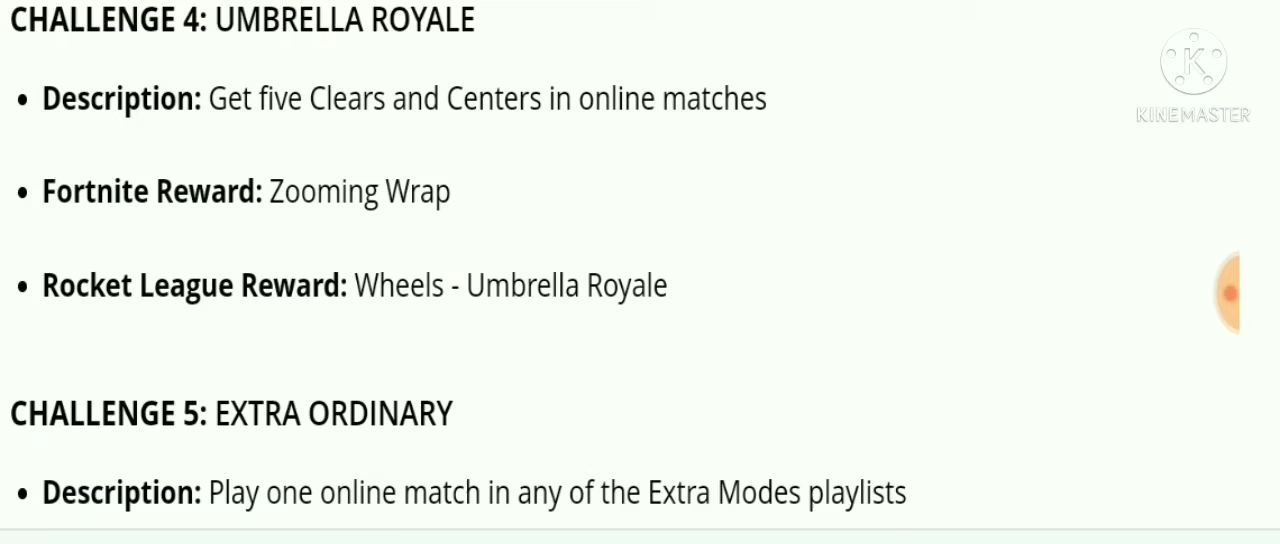 CHALLENGE 4: UMBRELLA ROYALE
K
KINEMASTER
• Description: Get five Clears and Centers in online matches
• Fortnite Reward: Zooming Wrap
• Rocket League Reward: Wheels - Umbrella Royale
CHALLENGE 5: EXTRA ORDINARY
• Description: Play one online match in any of the Extra Modes playlists